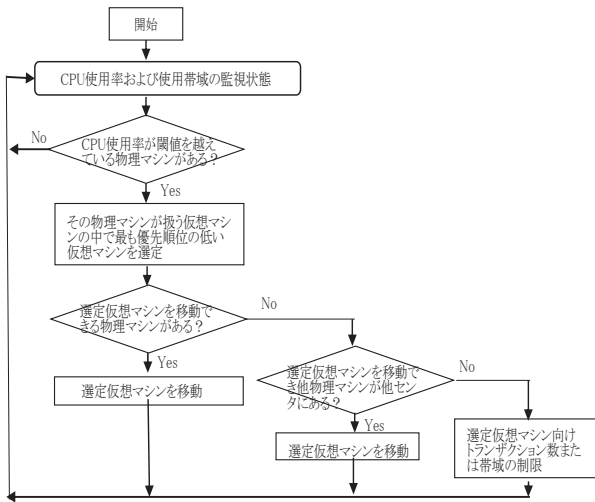 開始
CPU使用率および使用帯域の監視状態
No
CPU使用率が閾値を越え
ている物理マシンがある？
Yes
その物理マシンが扱う仮想マシ
ンの中で最も優先順位の低い
仮想マシンを選定
選定仮想マシンを移動で
きる物理マシンがある？
No
Yes
選定仮想マシンを移動
選定仮想マシンを移動で
き他物理マシンが他セン
タにある？
No
Yes
選定仮想マシンを移動
選定仮想マシン向け
トランザクション数また
は帯域の制限